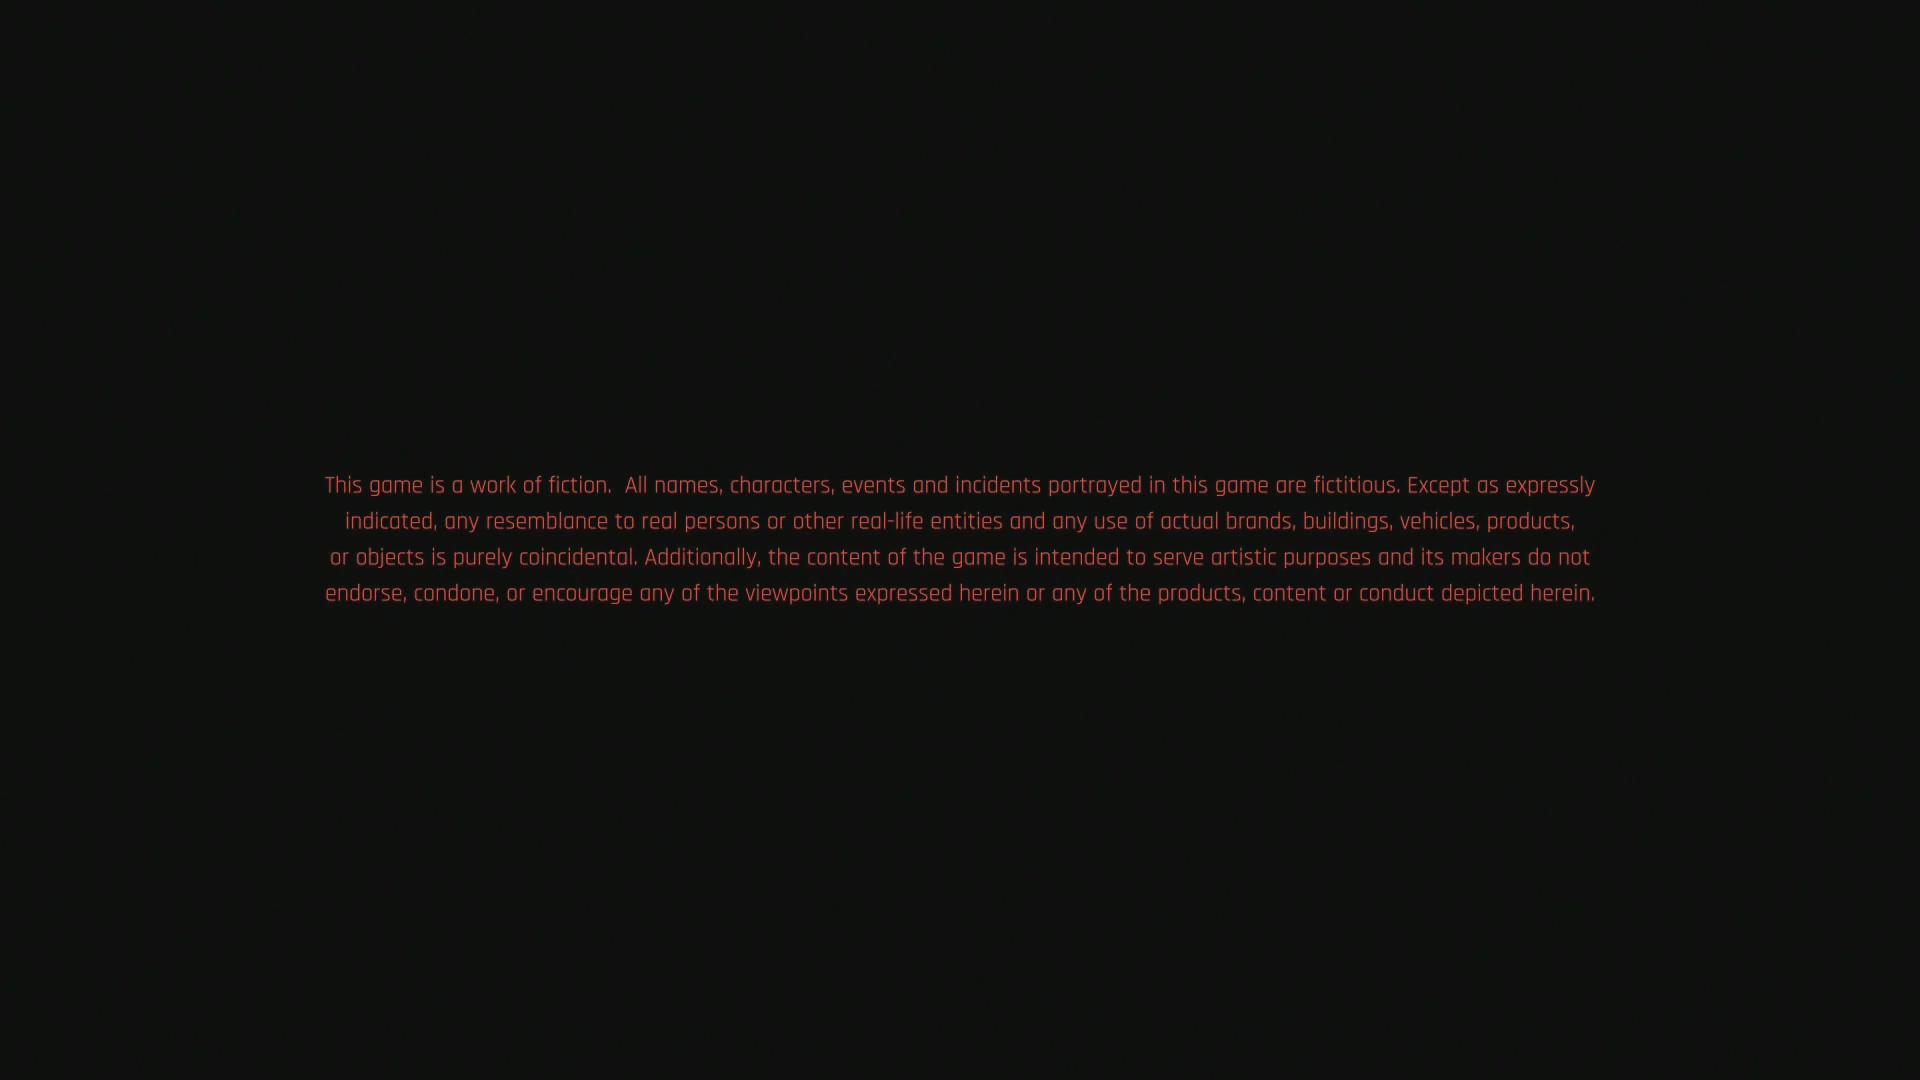 This game is a work of fiction.  All names, characters, events and incidents portrayed in this game are fictitious. Except as expressly
indicated, any resemblance to real persons or other real-life entities and any use of actual brands, buildings, vehicles, products,
or objects is purely coincidental. Additionally, the content of the game is intended to serve artistic purposes and its makers do not
endorse, condone, or encourage any of the viewpoints expressed herein or any of the products, content or conduct depicted herein.